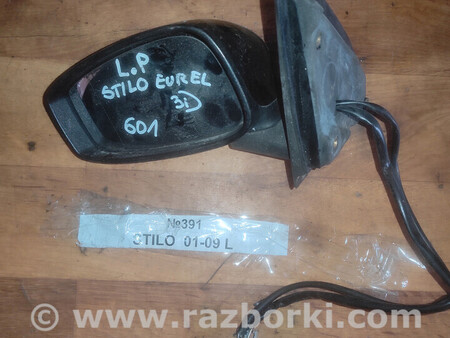 L.P
STILO EUREL
3D
601
№391
STILO 01-09 L
www.razborki.com